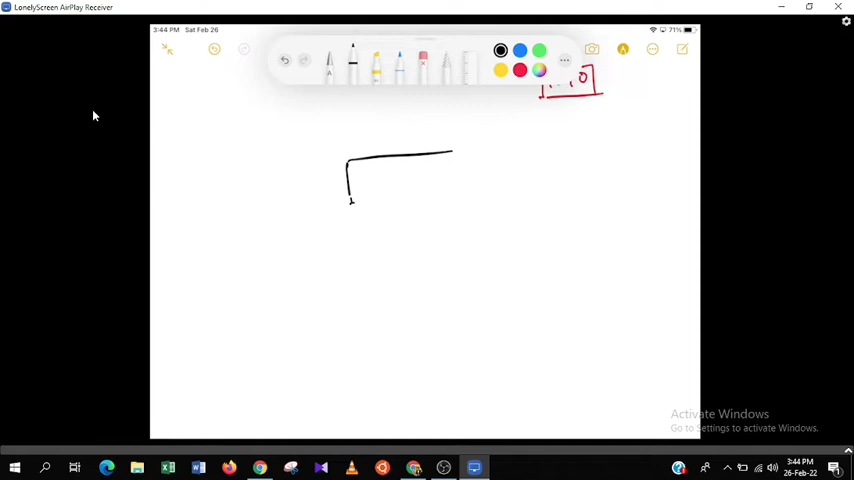 LonelyScreen AirPlay Receiver
3:44 PM Sat Feb 26
71%
A
Activate Windows
Go to Settings to activate Windows.
3:44 PM
26-Feb-22